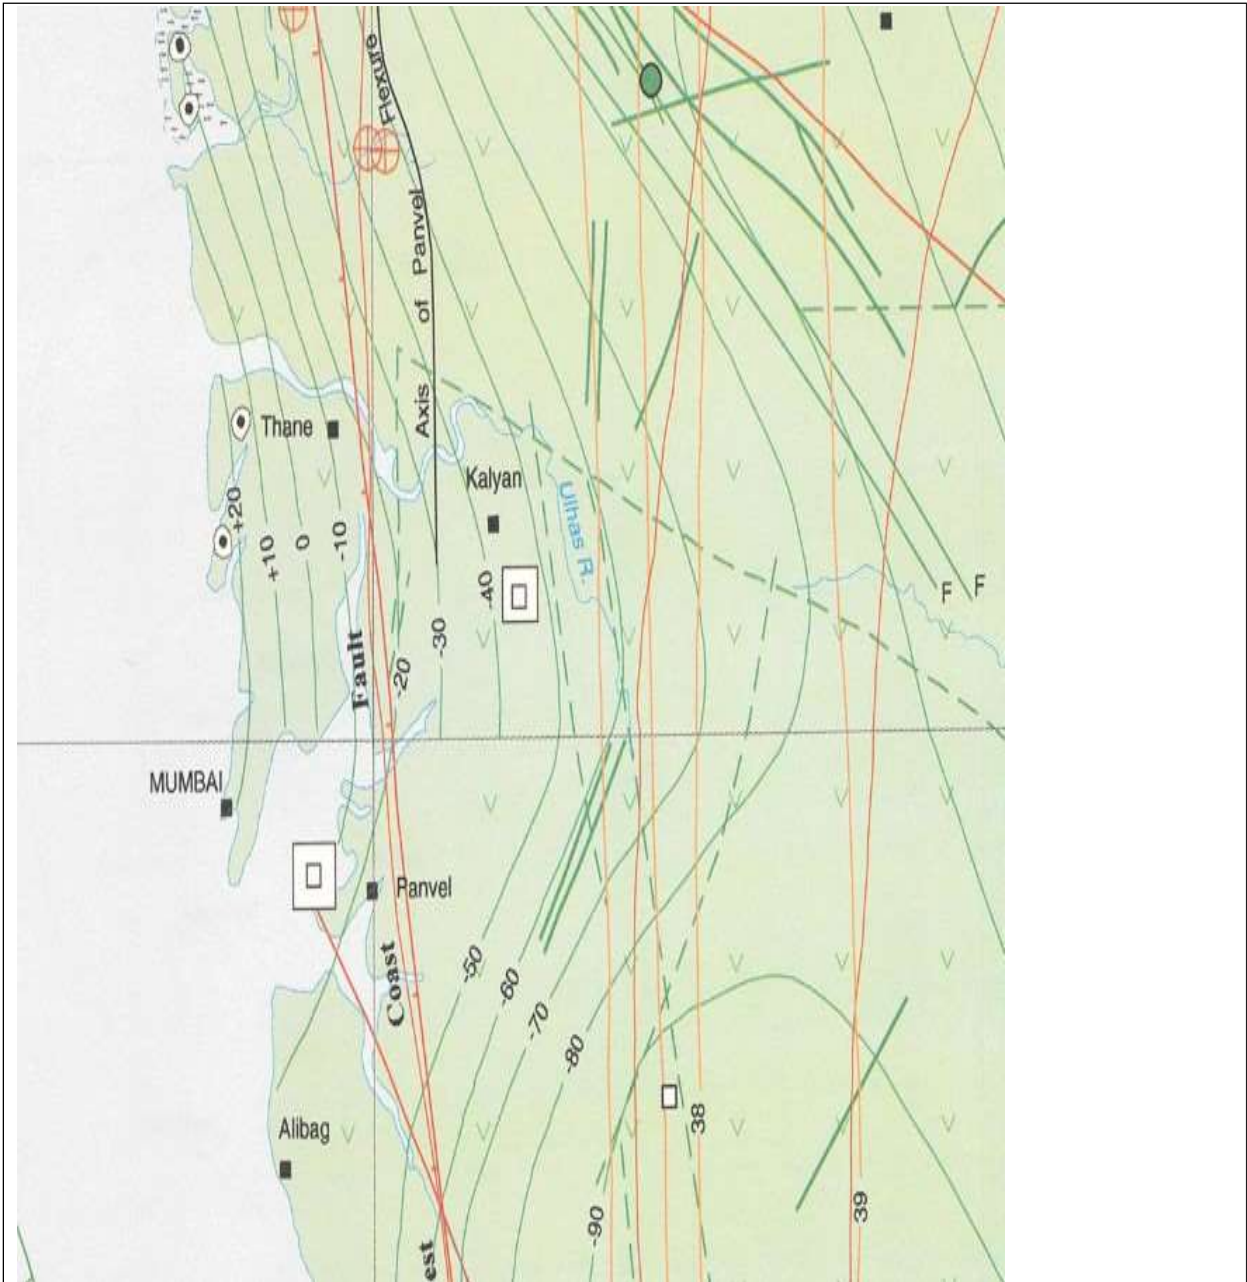 Axis of Panvel Flexure
Thane
Kalyan
Ulhas R.
+20
+10
0
-10
-20
-30
-40
F
F
Fault
MUMBAI
Panvel
Coast
-50
-60
-70
-80
Alibag
38
39
-90
est